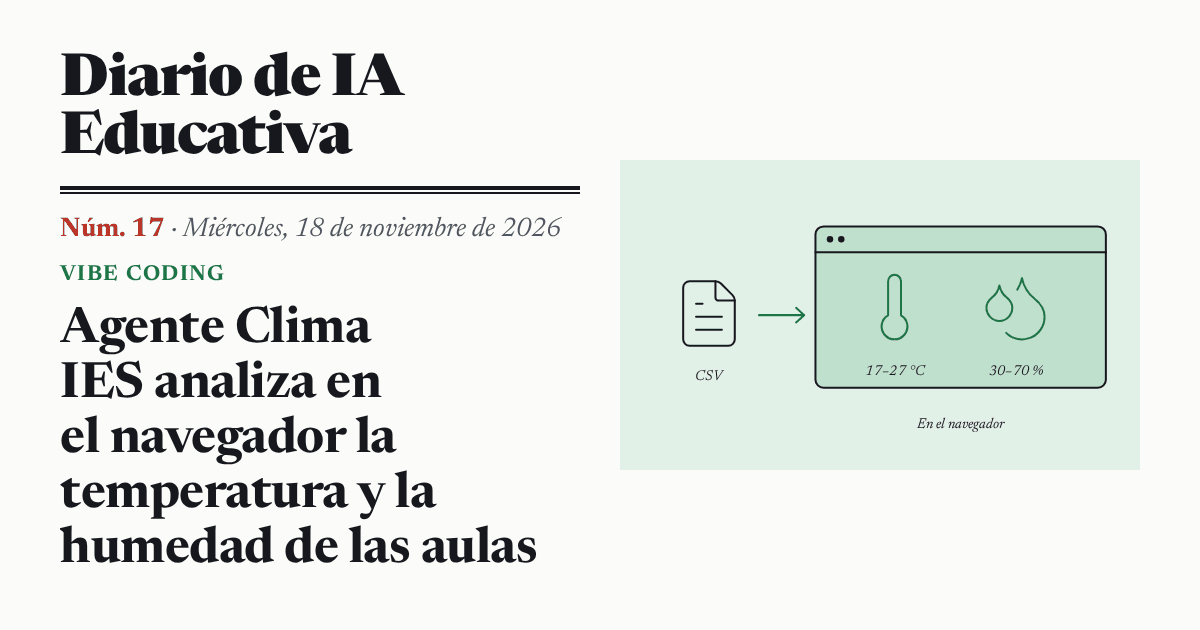 Diario de IA
Educativa
Núm. 17 · Miércoles, 18 de noviembre de 2026
VIBE CODING
Agente Clima
IES analiza en
el navegador la
temperatura y la
humedad de las aulas
CSV
17–27 °C
30–70 %
En el navegador